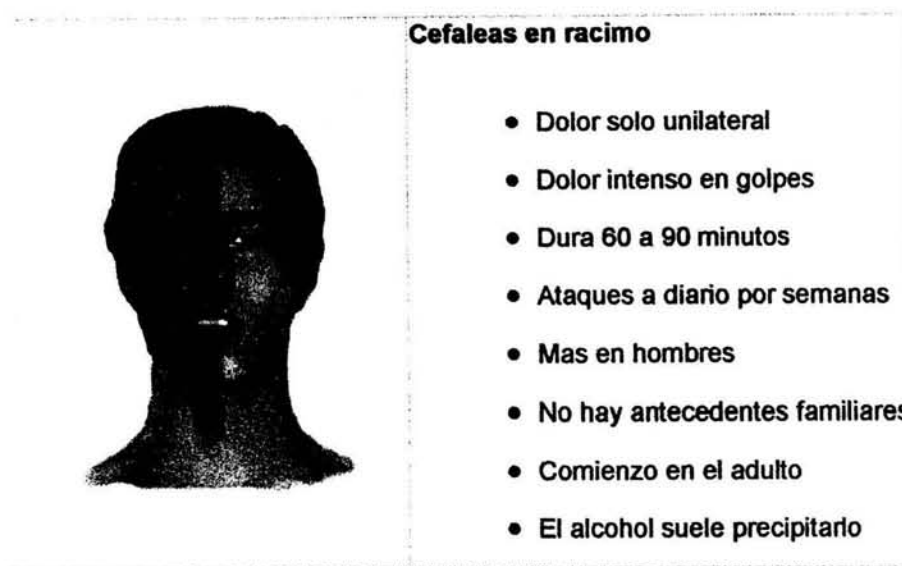 Cefaleas en racimo
• Dolor solo unilateral
• Dolor intenso en golpes
• Dura 60 a 90 minutos
• Ataques a diario por semanas
• Mas en hombres
• No hay antecedentes familiares
• Comienzo en el adulto
• El alcohol suele precipitarlo